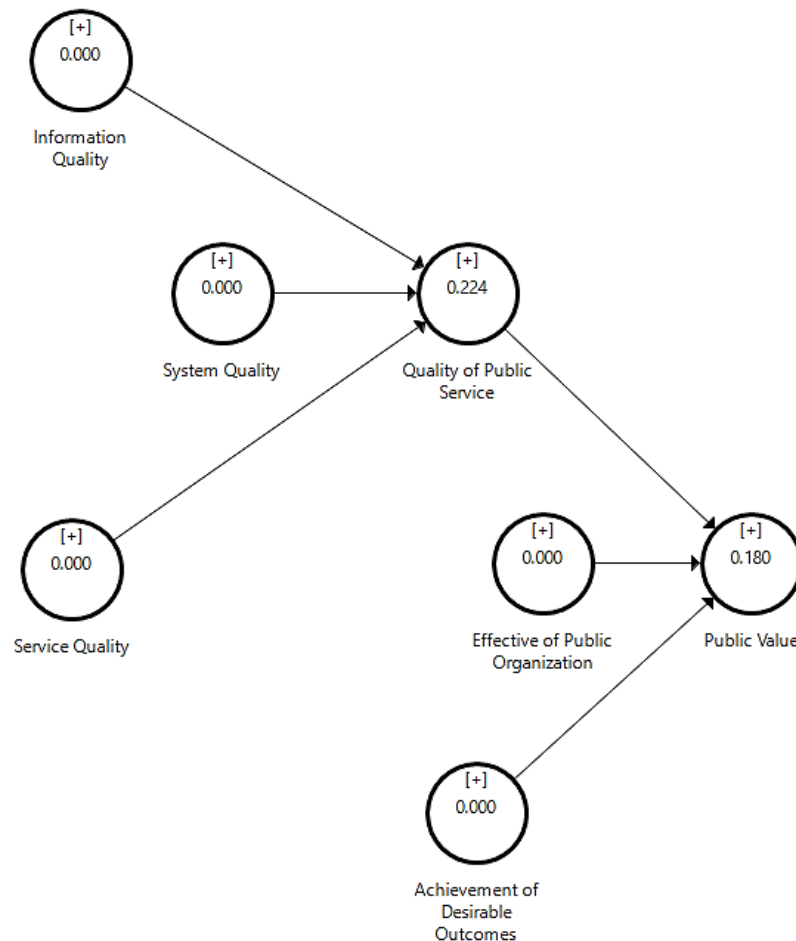 [+]
0.000
Information
Quality
[+]
0.000
System Quality
[+]
0.224
Quality of Public
Service
[+]
0.000
Service Quality
[+]
0.000
Effective of Public
Organization
[+]
0.180
Public Value
[+]
0.000
Achievement of
Desirable
Outcomes